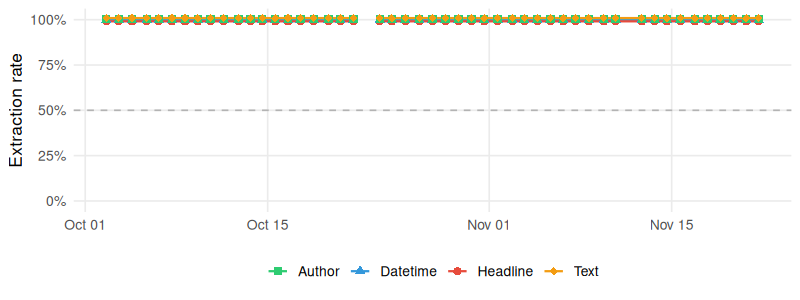 100%
75%
50%
25%
0%
Extraction rate
Oct 01 Oct 15 Nov 01 Nov 15
Author Datetime Headline Text